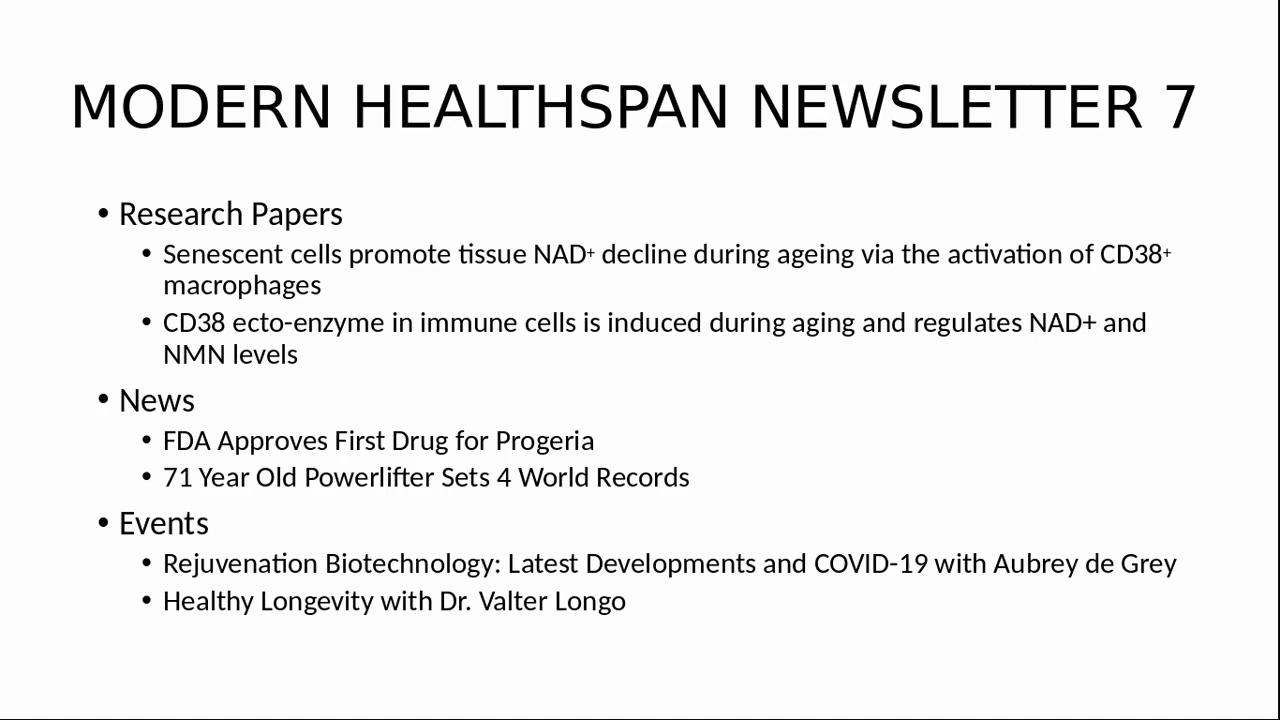 MODERN HEALTHSPAN NEWSLETTER 7
• Research Papers
• Senescent cells promote tissue NAD⁺ decline during ageing via the activation of CD38⁺
macrophages
• CD38 ecto-enzyme in immune cells is induced during aging and regulates NAD+ and
NMN levels
• News
• FDA Approves First Drug for Progeria
• 71 Year Old Powerlifter Sets 4 World Records
• Events
• Rejuvenation Biotechnology: Latest Developments and COVID-19 with Aubrey de Grey
• Healthy Longevity with Dr. Valter Longo